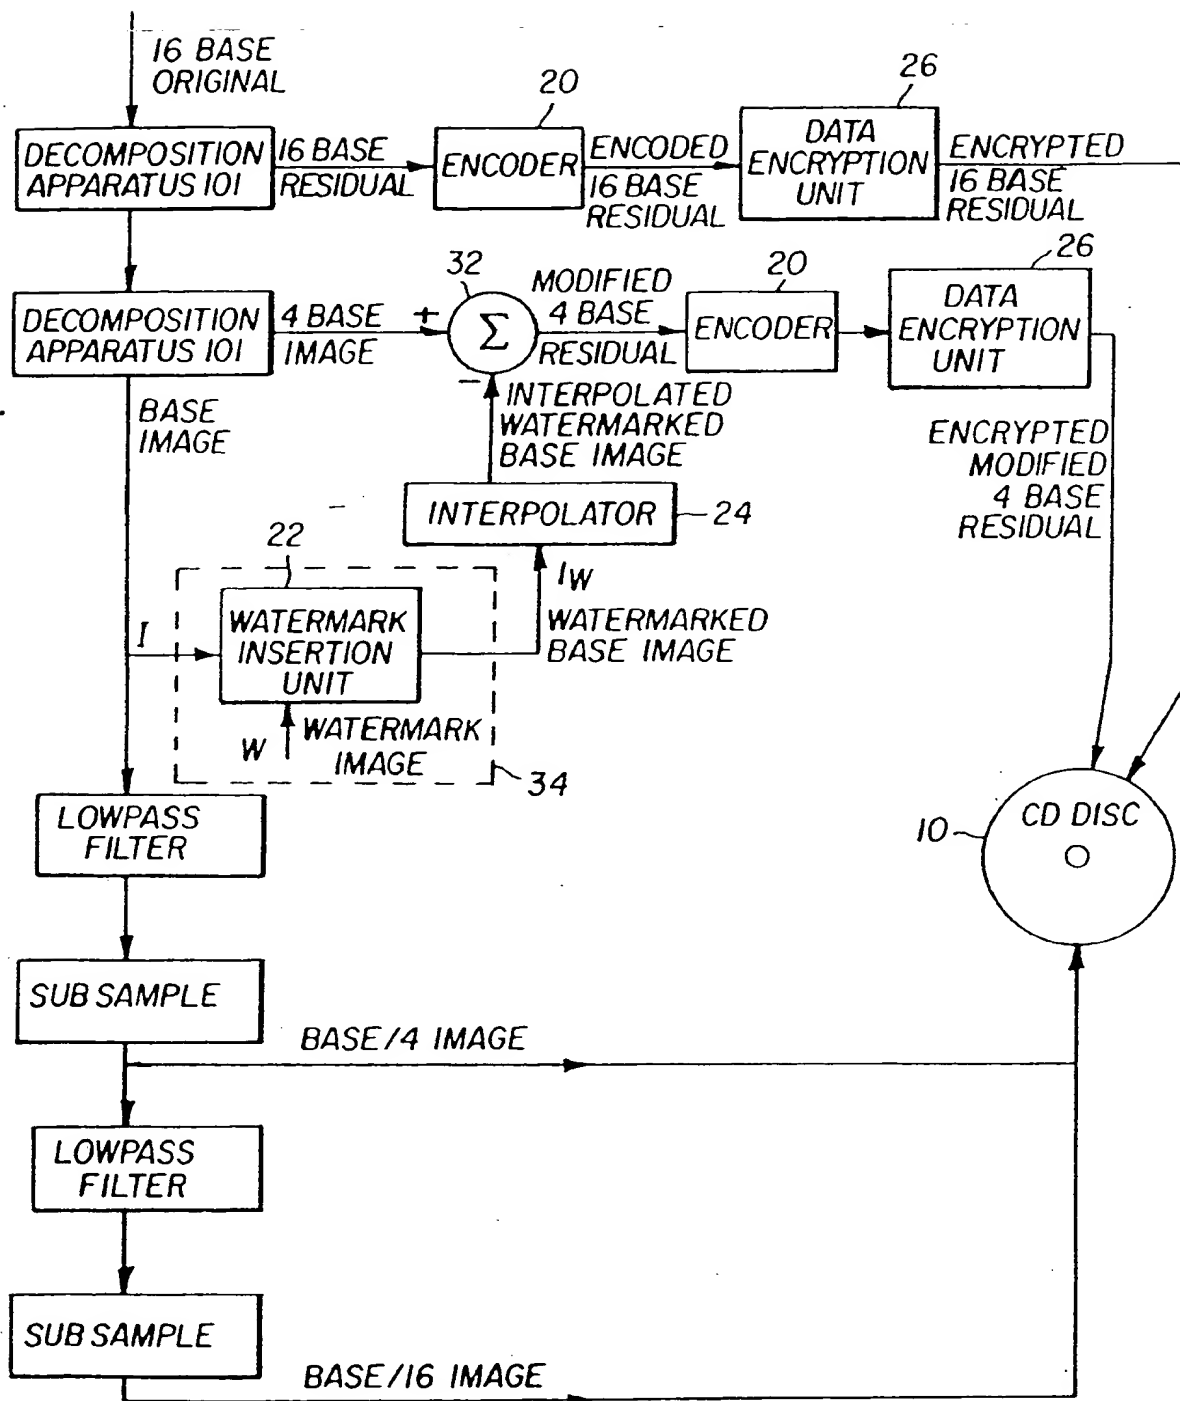 16 BASE
ORIGINAL
20
26
DECOMPOSITION
APPARATUS 101
16 BASE
RESIDUAL
ENCODER
ENCODED
16 BASE
RESIDUAL
DATA
ENCRYPTION
UNIT
ENCRYPTED
16 BASE
RESIDUAL
32
20
26
DECOMPOSITION
APPARATUS 101
4 BASE
IMAGE
+
-
Σ
MODIFIED
4 BASE
RESIDUAL
ENCODER
DATA
ENCRYPTION
UNIT
BASE
IMAGE
INTERPOLATED
WATERMARKED
BASE IMAGE
ENCRYPTED
MODIFIED
4 BASE
RESIDUAL
INTERPOLATOR
24
22
I
WATERMARK
INSERTION
UNIT
IW
WATERMARKED
BASE IMAGE
W
WATERMARK
IMAGE
34
LOWPASS
FILTER
10
CD DISC
SUB SAMPLE
BASE/4 IMAGE
LOWPASS
FILTER
SUB SAMPLE
BASE/16 IMAGE